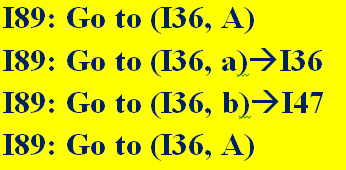 I89: Go to (I36, A)
I89: Go to (I36, a)→I36
I89: Go to (I36, b)→I47
I89: Go to (I36, A)